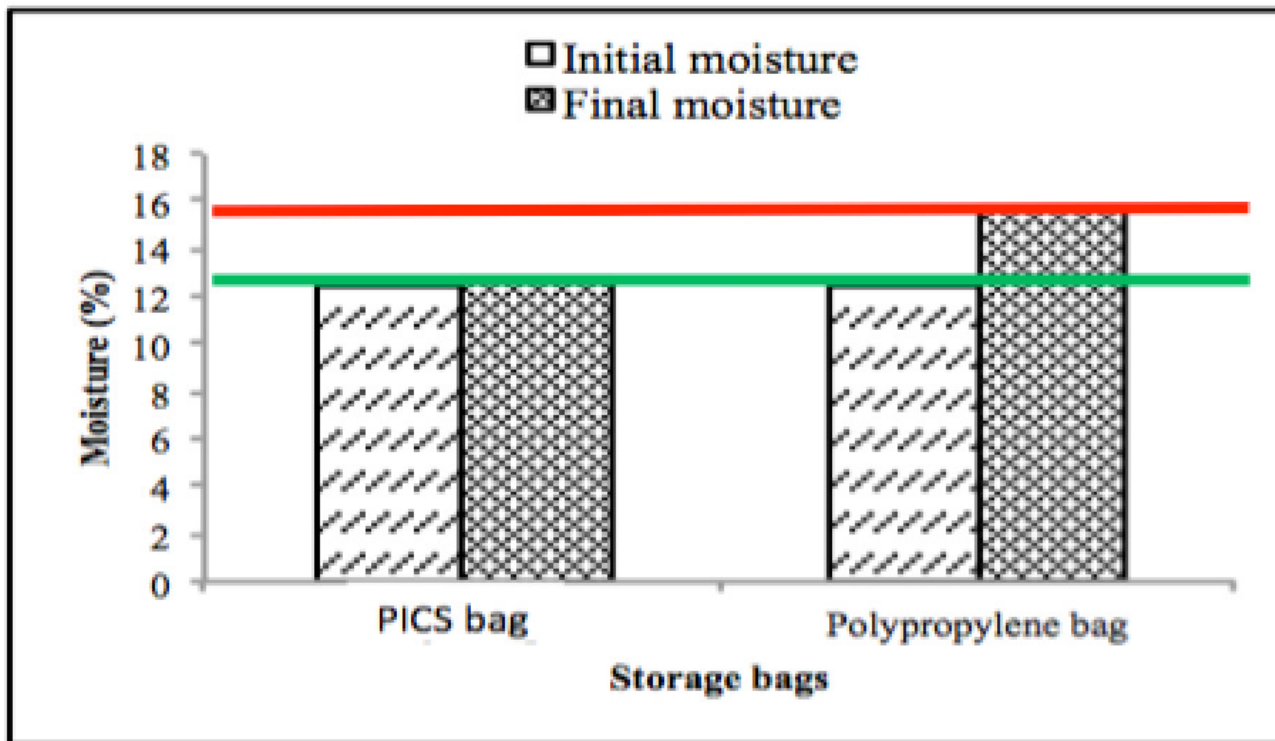 Initial moisture
Final moisture
18
16
14
12
10
8
6
4
2
0
Moisture (%)
PICS bag
Polypropylene bag
Storage bags